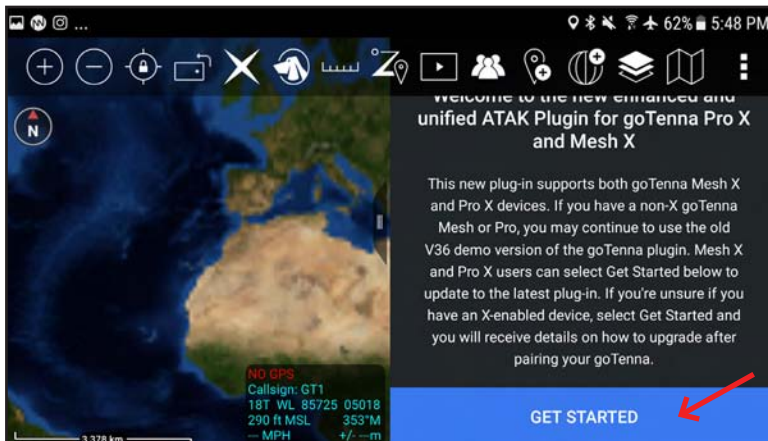 62% 5:48 PM
Welcome to the new enhanced and
unified ATAK Plugin for goTenna Pro X
and Mesh X
N
This new plug-in supports both goTenna Mesh X
and Pro X devices. If you have a non-X goTenna
Mesh or Pro, you may continue to use the old
V36 demo version of the goTenna plugin. Mesh X
and Pro X users can select Get Started below to
update to the latest plug-in. If you're unsure if you
have an X-enabled device, select Get Started and
you will receive details on how to upgrade after
pairing your goTenna.
NO GPS
Callsign: GT1
18T WL 85725 05018
290 ft MSL 353°M
--- MPH +/- ---m
3,378 km
GET STARTED